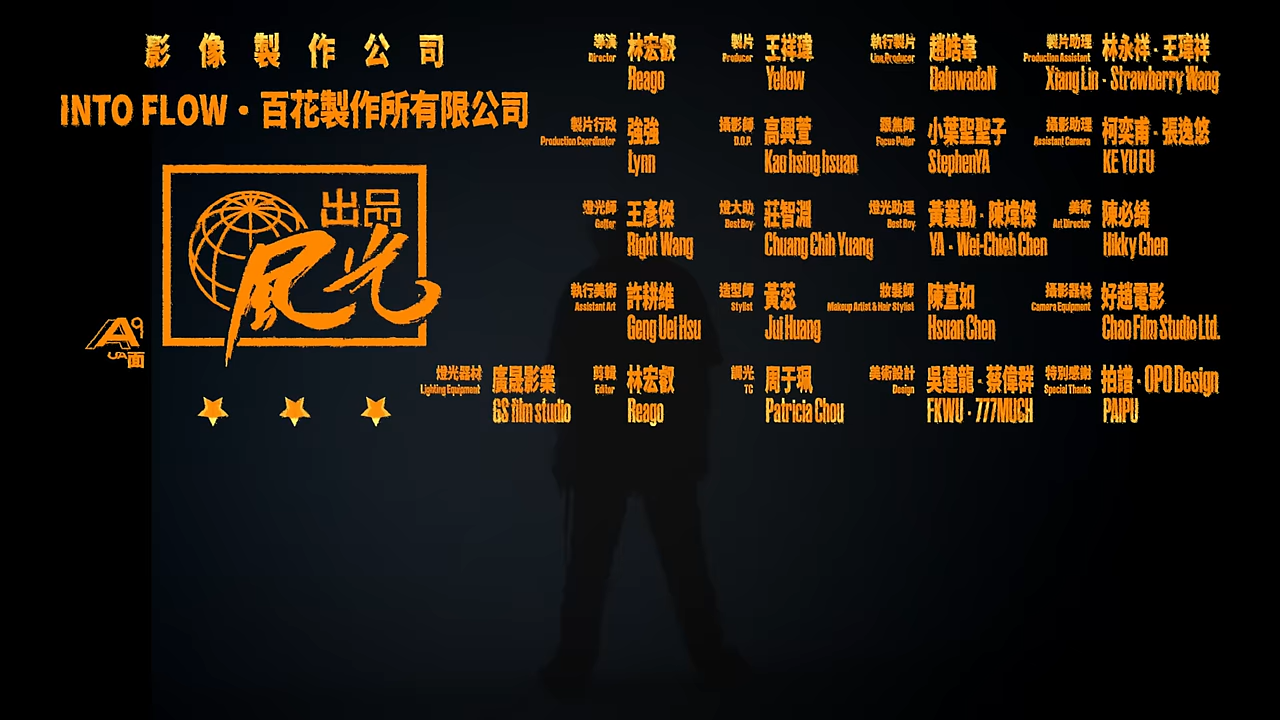 影像製作公司
INTO FLOW・百花製作所有限公司
出品
風光
A面
導演 Director 林宏叡 Reago
製片 Producer 王祥瑋 Yellow
執行製片 Line Producer 趙皓韋 DaluwadaN
製片助理 Production Assistant 林永祥·王瑋祥 Xiang Lin · Strawberry Wang
製片行政 Production Coordinator 強強 Lynn
攝影師 D.O.P. 高興萱 Kao hsing hsuan
跟焦師 Focus Puller 小葉聖聖子 StephenYA
攝影助理 Assistant Camera 柯奕甫·張逸悠 KE YU FU
燈光師 Gaffer 王彥傑 Right Wang
燈大助 Best Boy 莊智淵 Chuang Chih Yuang
燈光助理 Best Boy 黃業勤·陳煒傑 YA · Wei-Chieh Chen
美術 Art Director 陳必綺 Hikky Chen
執行美術 Assistant Art 許耕維 Geng Uei Hsu
造型師 Stylist 黃蕊 Jui Huang
妝髮師 Makeup Artist & Hair Stylist 陳宣如 Hsuan Chen
攝影器材 Camera Equipment 好趙電影 Chao Film Studio Ltd.
燈光器材 Lighting Equipment 廣晟影業 GS film studio
剪輯 Editor 林宏叡 Reago
調光 TC 周于珮 Patricia Chou
美術設計 Design 吳建龍·蔡偉群 FKWU · 777MUCH
特別感謝 Special Thanks 拍譜·OPO Design PAIPU